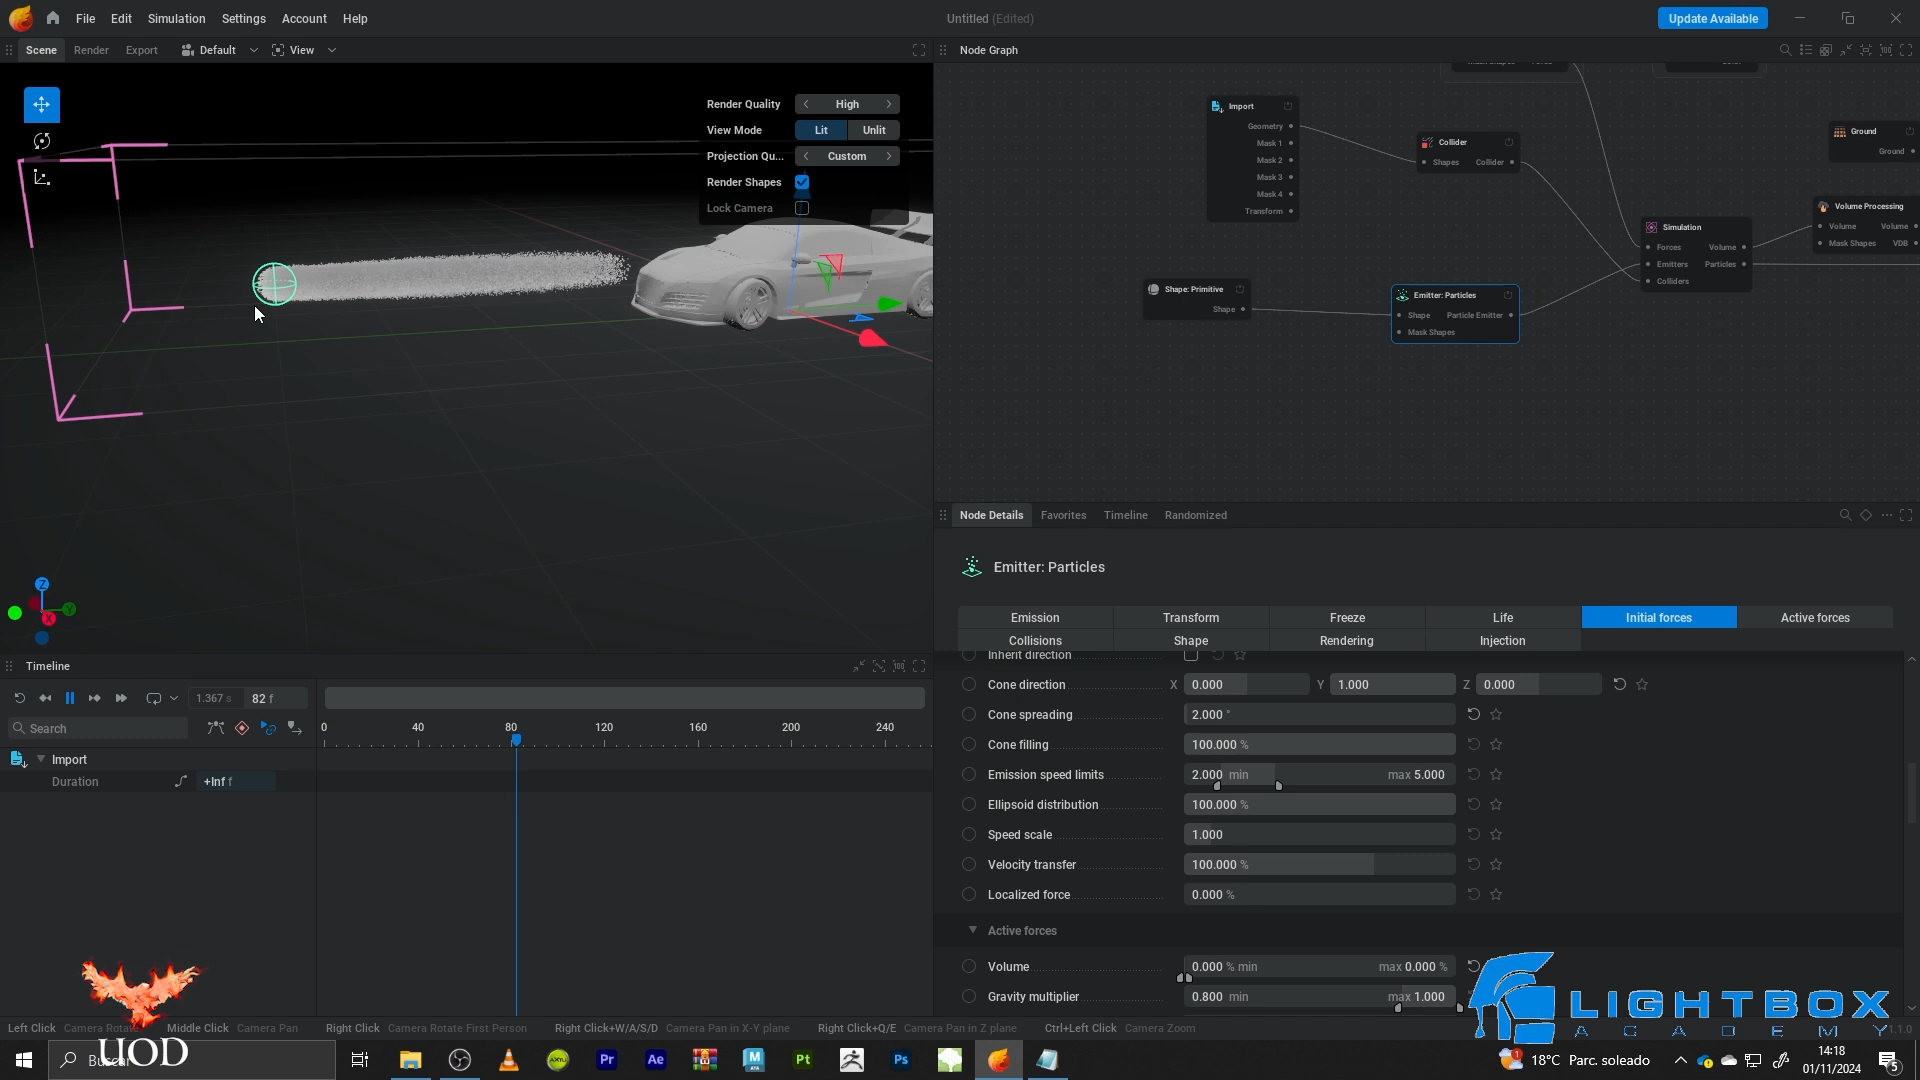 File Edit Simulation Settings Account Help
Untitled (Edited)
Update Available
Scene Render Export Default View
Render Quality High
View Mode Lit Unlit
Projection Qu... Custom
Render Shapes
Lock Camera
Z
Y
X
Node Graph
Import
Geometry
Mask 1
Mask 2
Mask 3
Mask 4
Transform
Collider
Shapes Collider
Ground
Ground
Shape: Primitive
Shape
Emitter: Particles
Shape Particle Emitter
Mask Shapes
Simulation
Forces Volume
Emitters Particles
Colliders
Volume Processing
Volume Volume
Mask Shapes VDB
Timeline
1.367 s 82 f
Search
0 40 80 120 160 200 240
Import
Duration +Inf f
Node Details Favorites Timeline Randomized
Emitter: Particles
Emission Transform Freeze Life Initial forces Active forces
Collisions Shape Rendering Injection
Inherit direction
Cone direction X 0.000 Y 1.000 Z 0.000
Cone spreading 2.000 °
Cone filling 100.000 %
Emission speed limits 2.000 min max 5.000
Ellipsoid distribution 100.000 %
Speed scale 1.000
Velocity transfer 100.000 %
Localized force 0.000 %
Active forces
Volume 0.000 % min max 0.000 %
Gravity multiplier 0.800 min max 1.000
Left Click Camera Rotate Middle Click Camera Pan Right Click Camera Rotate First Person Right Click+W/A/S/D Camera Pan in X-Y plane Right Click+Q/E Camera Pan in Z plane Ctrl+Left Click Camera Zoom
LIGHTBOX
ACADEMY
UOD
18°C Parc. soleado
14:18
01/11/2024
5